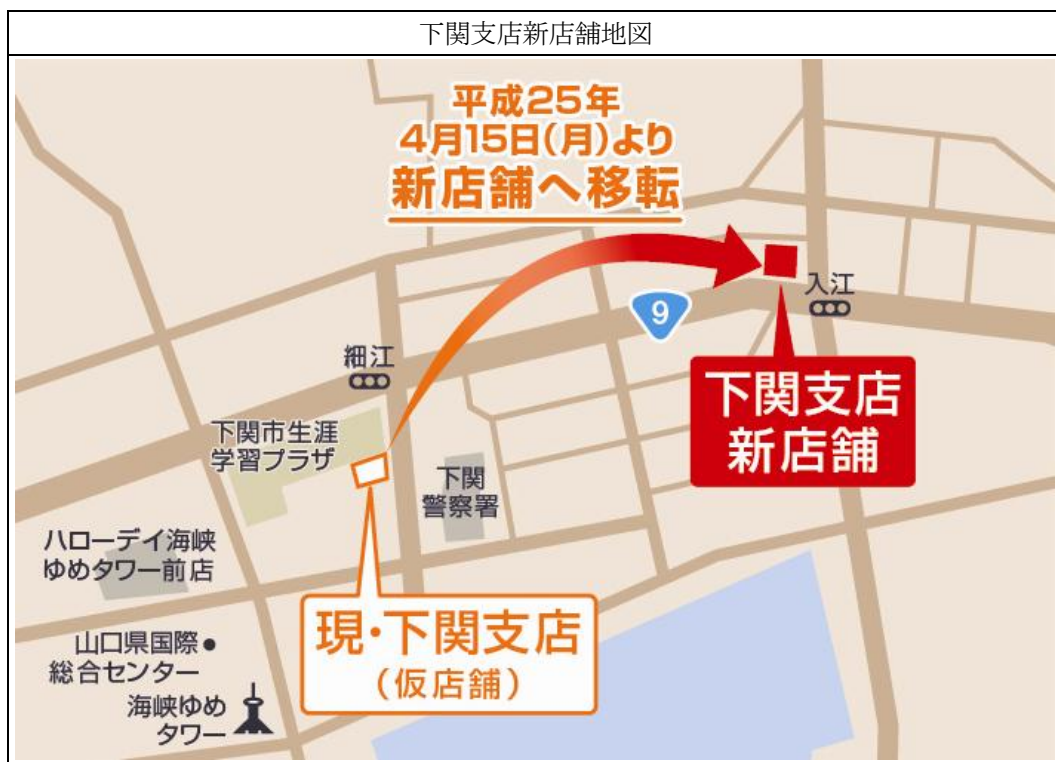 下関支店新店舗地図
平成25年
4月15日(月)より
新店舗へ移転
入江
9
細江
下関支店
新店舗
下関市生涯
学習プラザ
下関
警察署
ハローデイ海峡
ゆめタワー前店
現・下関支店
(仮店舗)
山口県国際
総合センター
海峡ゆめ
タワー